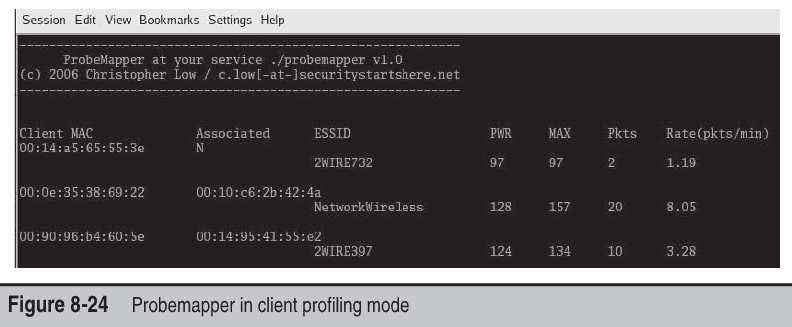 Session Edit View Bookmarks Settings Help
------------------------------------------------------------
ProbeMapper at your service ./probemapper v1.0
(c) 2006 Christopher Low / c.low[-at-]securitystartshere.net
------------------------------------------------------------
Client MAC Associated ESSID PWR MAX Pkts Rate(pkts/min)
00:14:a5:65:55:3e N
2WIRE732 97 97 2 1.19
00:0e:35:38:69:22 00:10:c6:2b:42:4a
NetworkWireless 128 157 20 8.05
00:90:96:b4:60:5e 00:14:95:41:55:e2
2WIRE397 124 134 10 3.28
Figure 8-24 Probemapper in client profiling mode